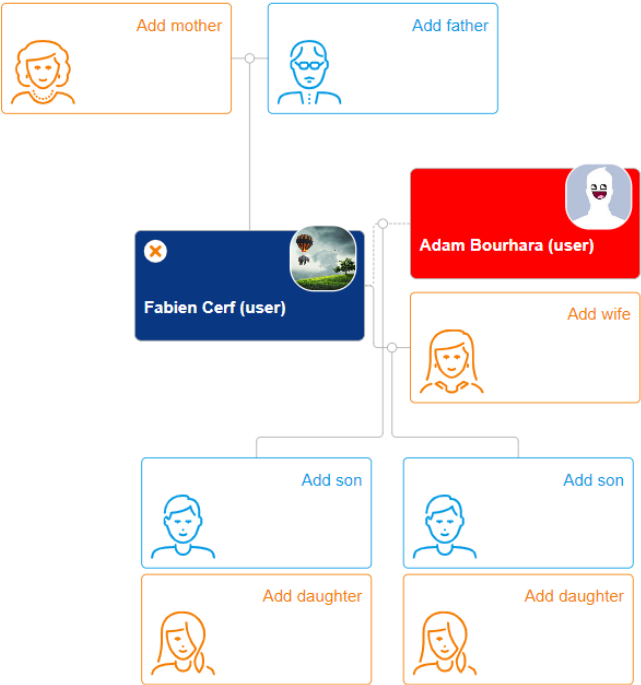 Add mother
Add father
Adam Bourhara (user)
Fabien Cerf (user)
Add wife
Add son
Add son
Add daughter
Add daughter